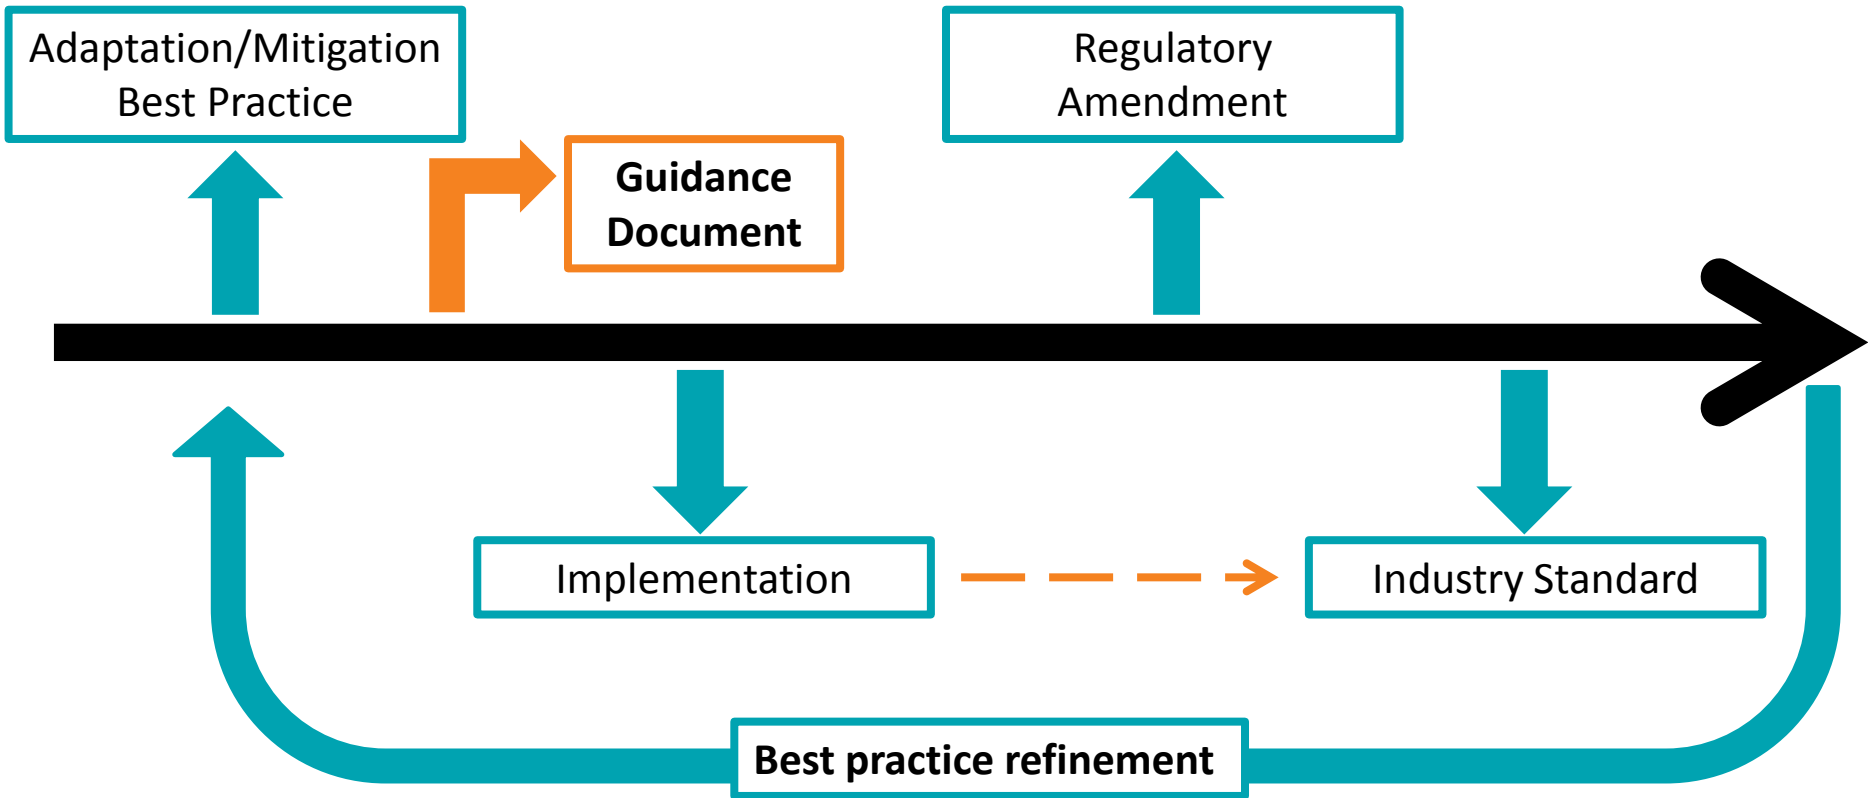 Adaptation/Mitigation
Best Practice
Regulatory
Amendment
Guidance
Document
Implementation
Industry Standard
Best practice refinement